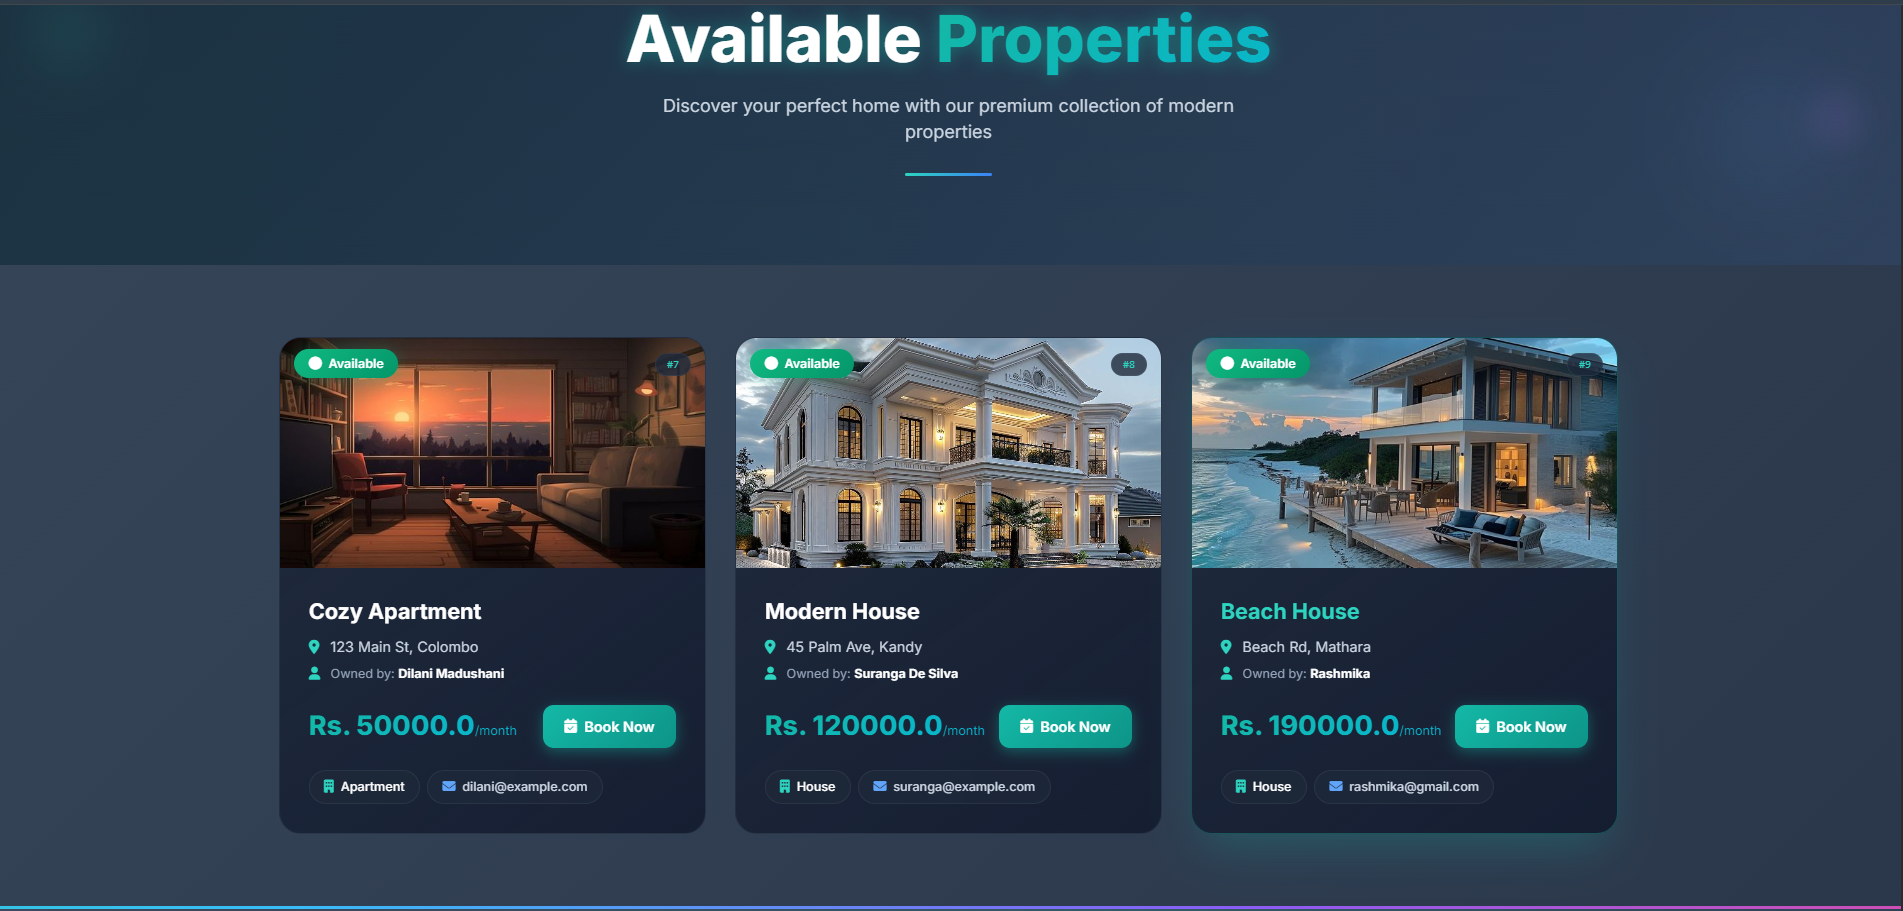 Available Properties
Discover your perfect home with our premium collection of modern
properties
Available
#7
Cozy Apartment
123 Main St, Colombo
Owned by: Dilani Madushani
Rs. 50000.0/month
Book Now
Apartment
dilani@example.com
Available
#8
Modern House
45 Palm Ave, Kandy
Owned by: Suranga De Silva
Rs. 120000.0/month
Book Now
House
suranga@example.com
Available
#9
Beach House
Beach Rd, Mathara
Owned by: Rashmika
Rs. 190000.0/month
Book Now
House
rashmika@gmail.com